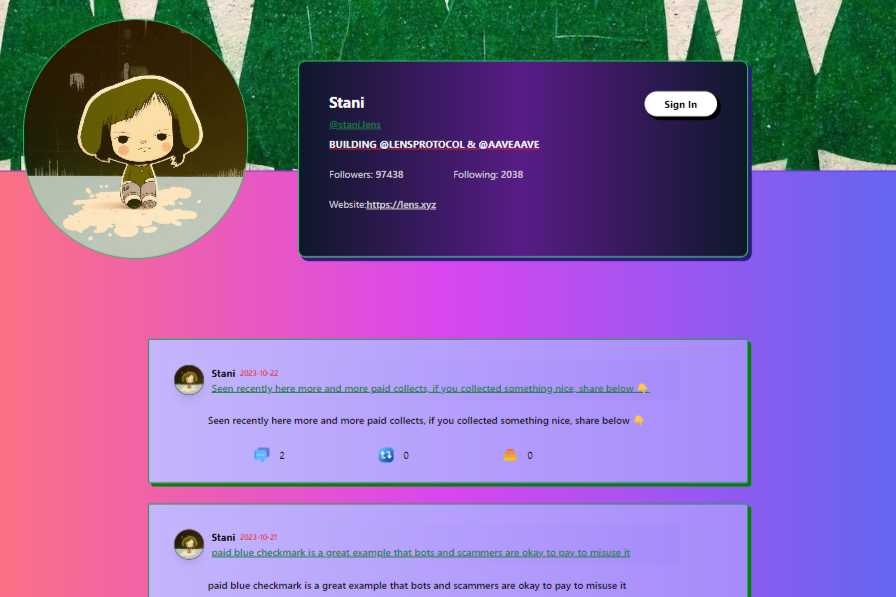 Stani
Sign In
@stani.lens
BUILDING @LENSPROTOCOL & @AAVEAAVE
Followers: 97438 Following: 2038
Website:https://lens.xyz
Stani 2023-10-22
Seen recently here more and more paid collects, if you collected something nice, share below 👇
Seen recently here more and more paid collects, if you collected something nice, share below 👇
2 0 0
Stani 2023-10-21
paid blue checkmark is a great example that bots and scammers are okay to pay to misuse it
paid blue checkmark is a great example that bots and scammers are okay to pay to misuse it